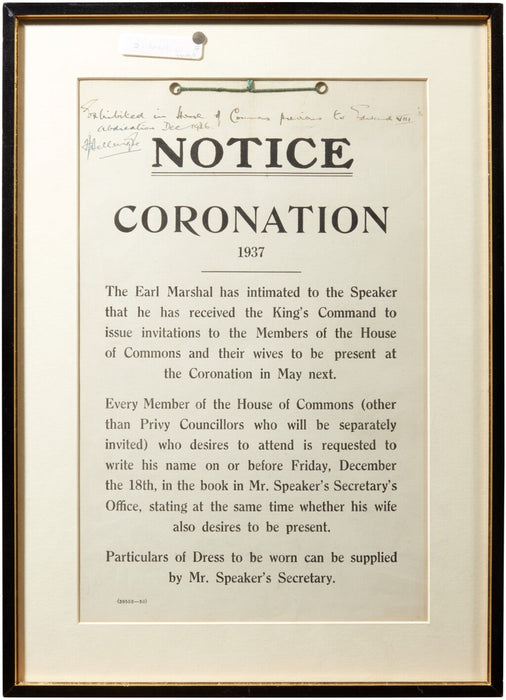 Exhibited in House of Commons previous to Edward VIII's
abdication Dec 1936
NOTICE
CORONATION
1937
The Earl Marshal has intimated to the Speaker
that he has received the King's Command to
issue invitations to the Members of the House
of Commons and their wives to be present at
the Coronation in May next.
Every Member of the House of Commons (other
than Privy Councillors who will be separately
invited) who desires to attend is requested to
write his name on or before Friday, December
the 18th, in the book in Mr. Speaker's Secretary's
Office, stating at the same time whether his wife
also desires to be present.
Particulars of Dress to be worn can be supplied
by Mr. Speaker's Secretary.